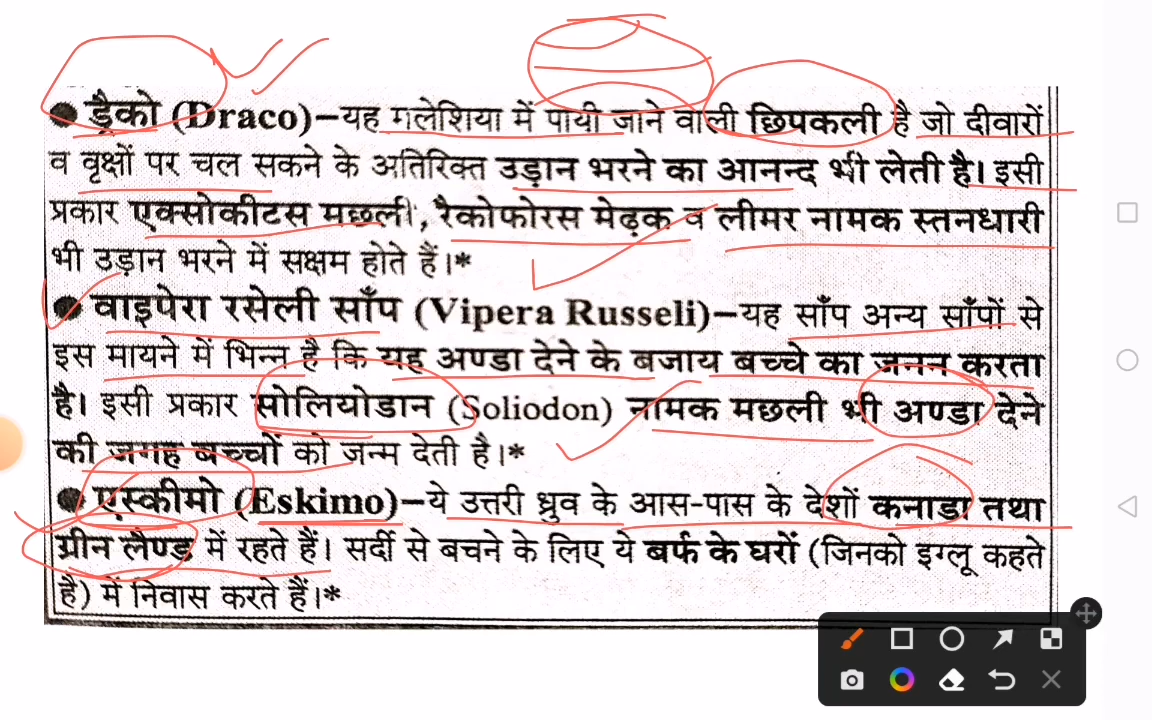 ● ड्रैको (Draco)–यह मलेशिया में पायी जाने वाली छिपकली है जो दीवारों
व वृक्षों पर चल सकने के अतिरिक्त उड़ान भरने का आनन्द भी लेती है। इसी
प्रकार एक्सोकीटस मछली, रैकोफोरस मेढ़क व लीमर नामक स्तनधारी
भी उड़ान भरने में सक्षम होते हैं।*
● वाइपेरा रसेली साँप (Vipera Russeli)–यह साँप अन्य साँपों से
इस मायने में भिन्न है कि यह अण्डा देने के बजाय बच्चे का जनन करता
है। इसी प्रकार सोलियोडान (Soliodon) नामक मछली भी अण्डा देने
की जगह बच्चों को जन्म देती है।*
● एस्कीमो (Eskimo)–ये उत्तरी ध्रुव के आस-पास के देशों कनाडा तथा
ग्रीन लैण्ड में रहते हैं। सर्दी से बचने के लिए ये बर्फ के घरों (जिनको इग्लू कहते
है) में निवास करते हैं।*